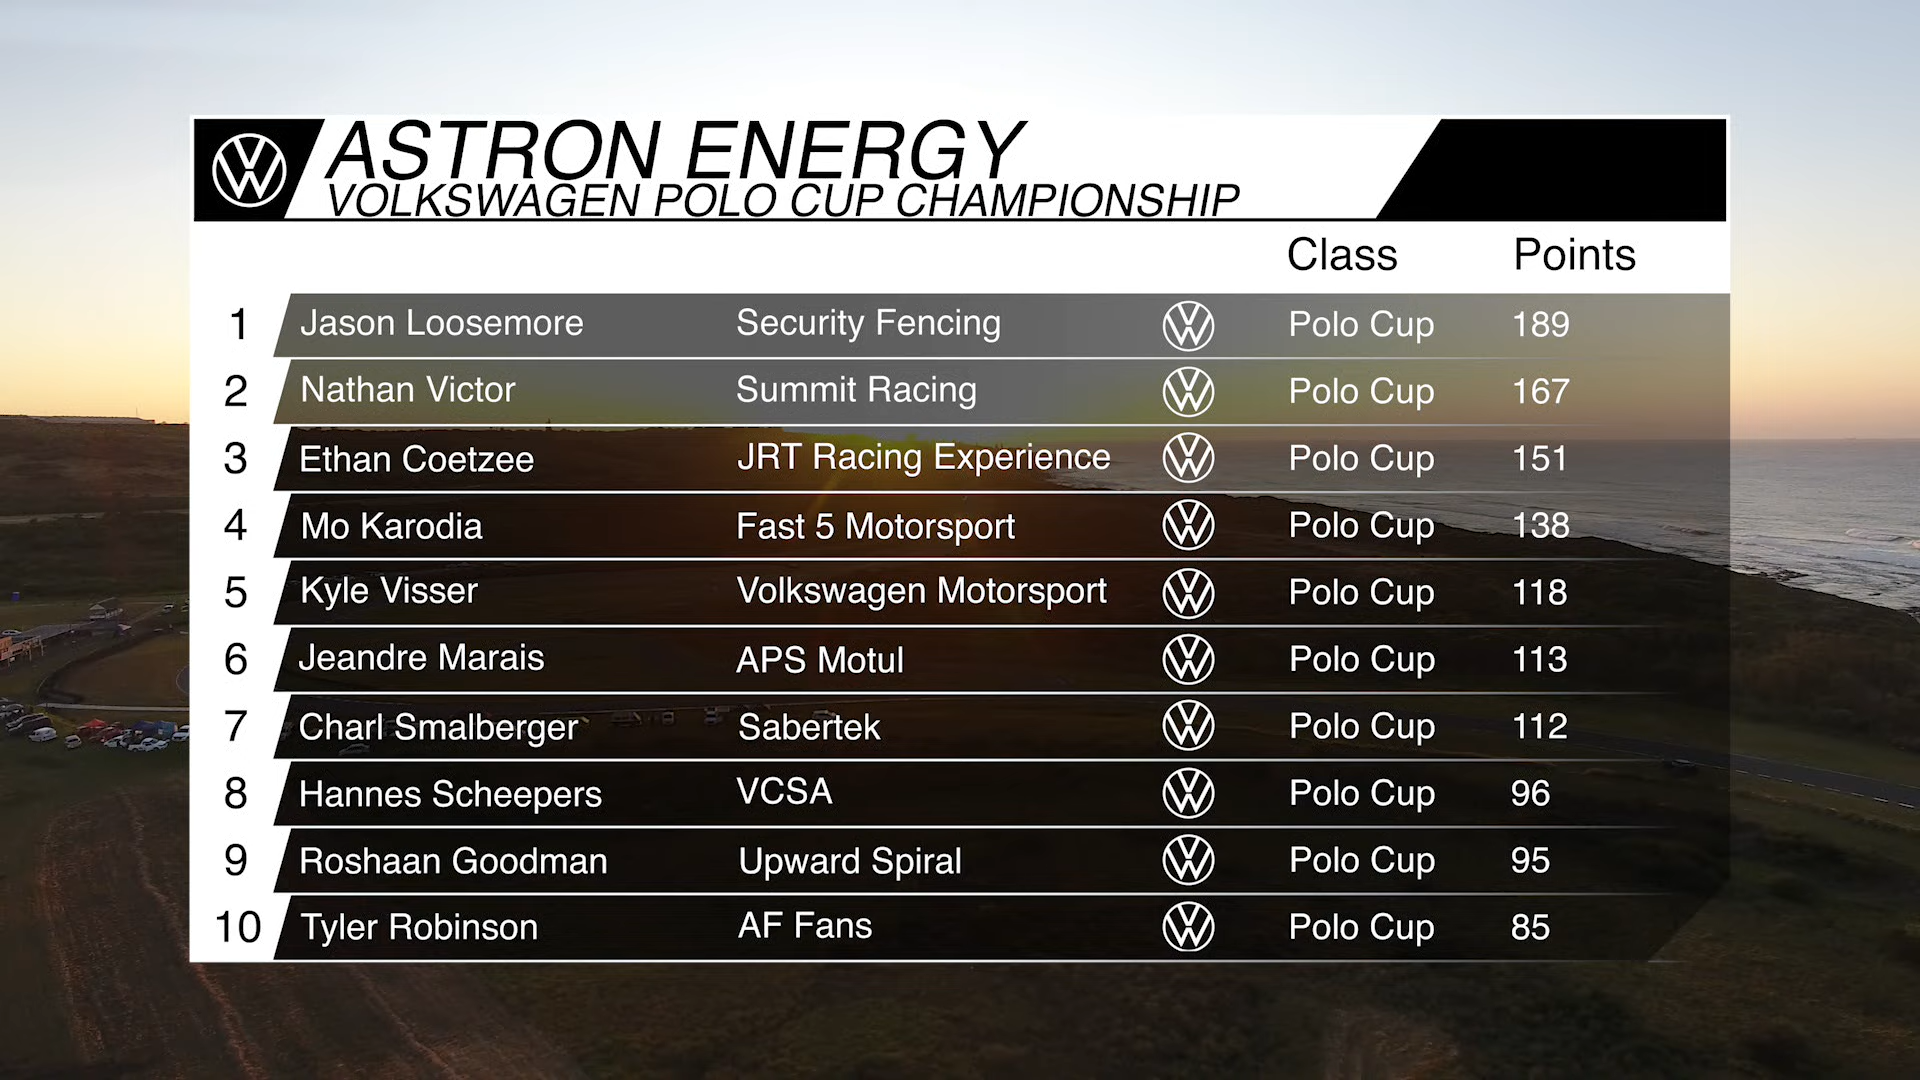 ASTRON ENERGY
VOLKSWAGEN POLO CUP CHAMPIONSHIP
Class Points
1 Jason Loosemore Security Fencing Polo Cup 189
2 Nathan Victor Summit Racing Polo Cup 167
3 Ethan Coetzee JRT Racing Experience Polo Cup 151
4 Mo Karodia Fast 5 Motorsport Polo Cup 138
5 Kyle Visser Volkswagen Motorsport Polo Cup 118
6 Jeandre Marais APS Motul Polo Cup 113
7 Charl Smalberger Sabertek Polo Cup 112
8 Hannes Scheepers VCSA Polo Cup 96
9 Roshaan Goodman Upward Spiral Polo Cup 95
10 Tyler Robinson AF Fans Polo Cup 85